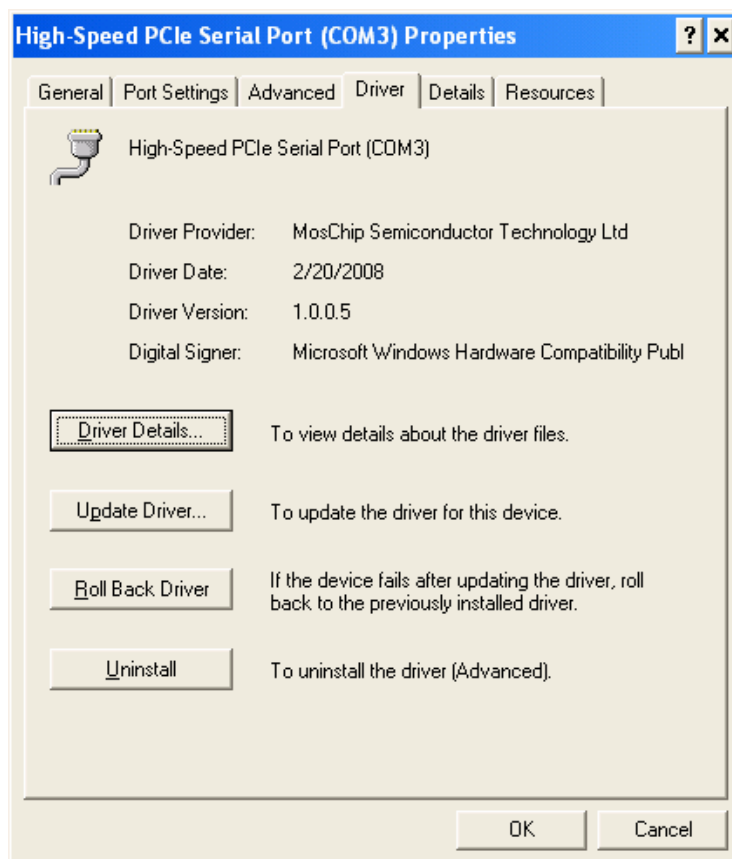 High-Speed PCIe Serial Port (COM3) Properties
General Port Settings Advanced Driver Details Resources
High-Speed PCIe Serial Port (COM3)
Driver Provider: MosChip Semiconductor Technology Ltd
Driver Date: 2/20/2008
Driver Version: 1.0.0.5
Digital Signer: Microsoft Windows Hardware Compatibility Publ
Driver Details... To view details about the driver files.
Update Driver... To update the driver for this device.
Roll Back Driver If the device fails after updating the driver, roll
back to the previously installed driver.
Uninstall To uninstall the driver (Advanced).
OK Cancel